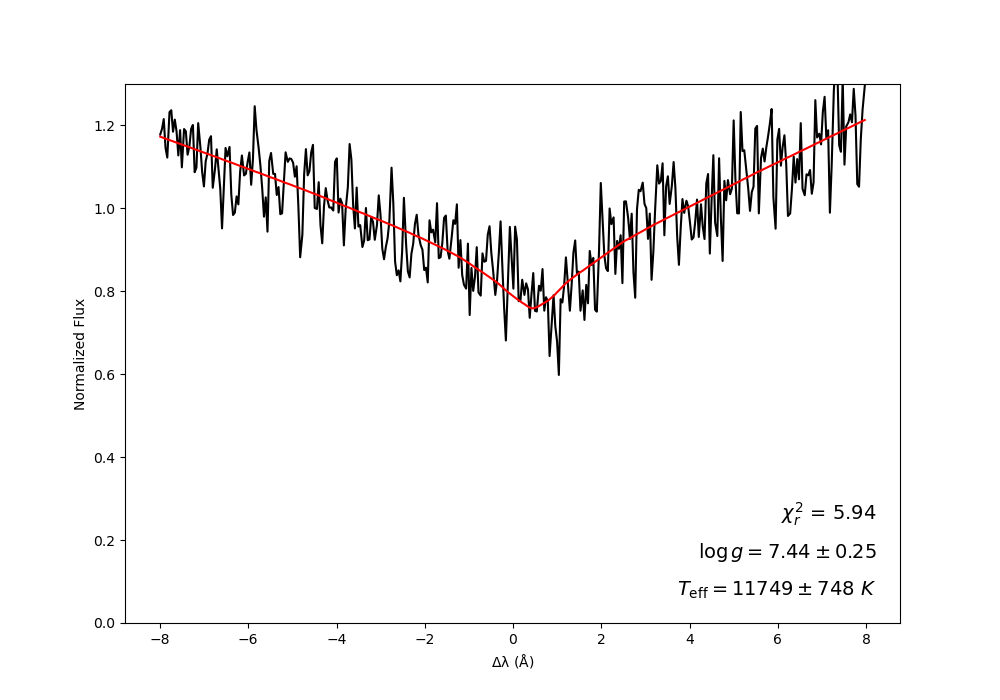 1.2
1.0
0.8
0.6
0.4
0.2
0.0
Normalized Flux
χ²ᵣ = 5.94
log g = 7.44 ± 0.25
T_eff = 11749 ± 748 K
−8 −6 −4 −2 0 2 4 6 8
Δλ (Å)